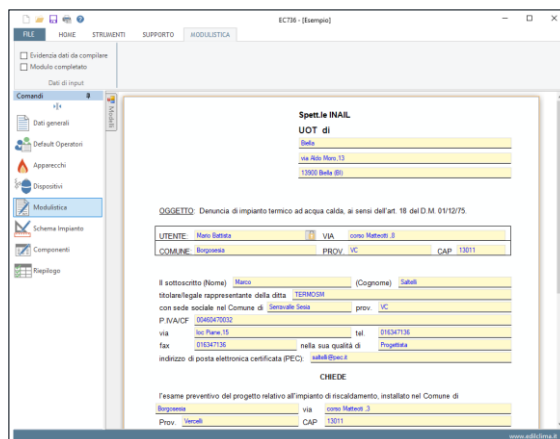 EC736 - [Esempio]
FILE HOME STRUMENTI SUPPORTO MODULISTICA
Evidenzia dati da compilare
Modulo completato
Dati di input
Comandi
Modelli
Dati generali
Default Operatori
Apparecchi
Dispositivi
Modulistica
Schema Impianto
Componenti
Riepilogo
Spett.le INAIL
UOT di
Biella
via Aldo Moro,13
13900 Biella (BI)
OGGETTO: Denuncia di impianto termico ad acqua calda, ai sensi dell'art. 18 del D.M. 01/12/75.
UTENTE: Mario Battista VIA corso Matteotti ,8
COMUNE: Borgosesia PROV VC CAP 13011
Il sottoscritto (Nome) Marco (Cognome) Saltelli
titolare/legale rappresentante della ditta TERMOSM
con sede sociale nel Comune di Serravalle Sesia prov. VC
P.IVA/CF 00460470032
via loc Piane,15 tel. 016347136
fax 016347136 nella sua qualità di Progettista
indirizzo di posta elettronica certificata (PEC): saltelli@pec.it
CHIEDE
l'esame preventivo del progetto relativo all'impianto di riscaldamento, installato nel Comune di
Borgosesia via corso Matteotti ,3
Prov. Vercelli CAP 13011
www.edilclima.it